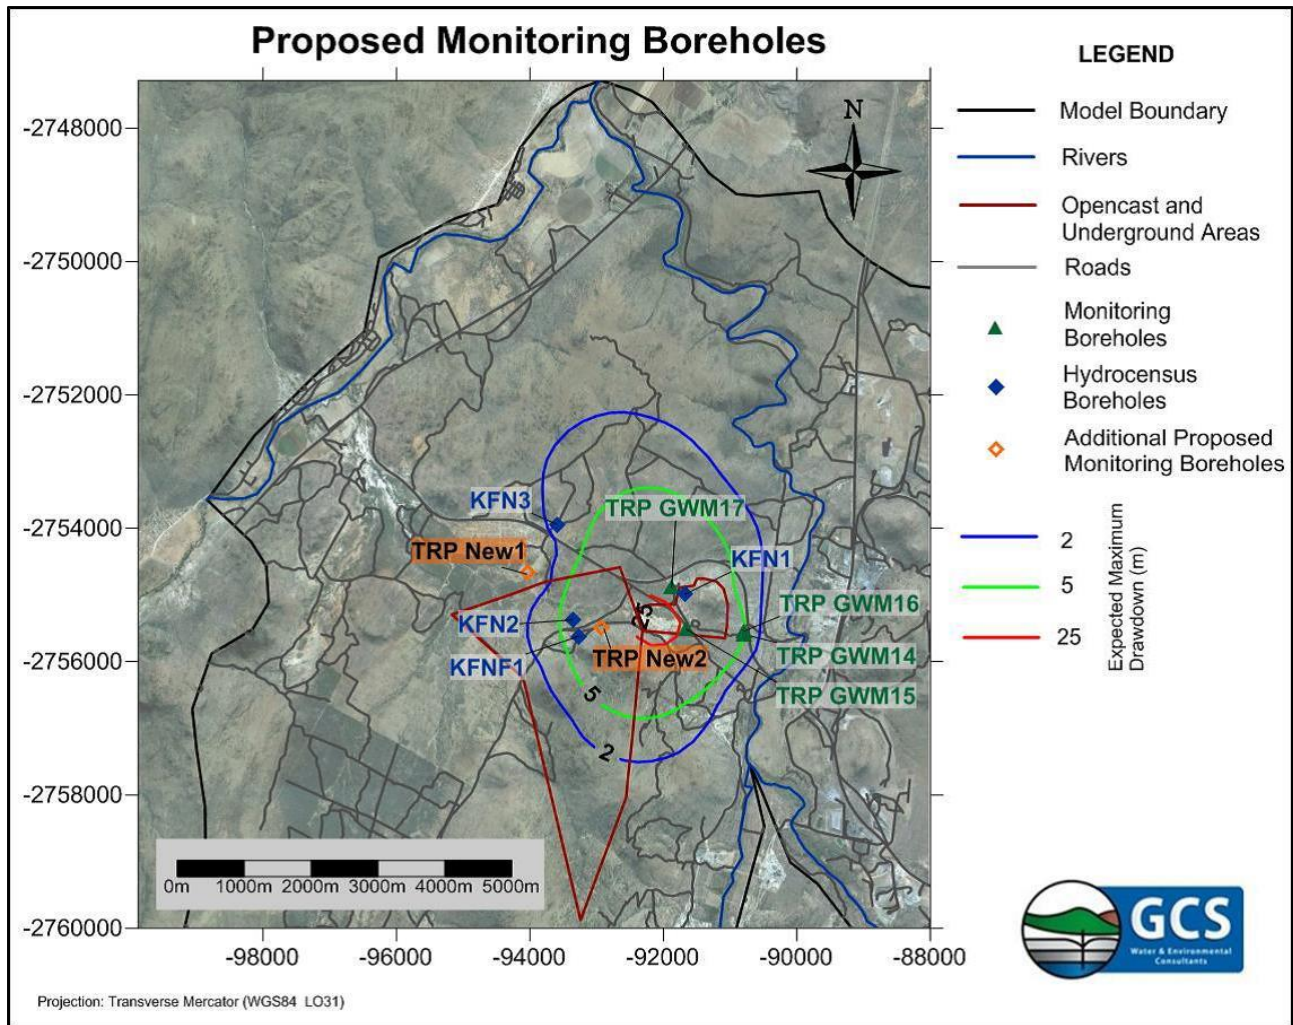 Proposed Monitoring Boreholes
LEGEND
Model Boundary
Rivers
Opencast and
Underground Areas
Roads
Monitoring
Boreholes
Hydrocensus
Boreholes
Additional Proposed
Monitoring Boreholes
2
5
25
Expected Maximum
Drawdown (m)
N
-2748000
-2750000
-2752000
-2754000
-2756000
-2758000
-2760000
-98000
-96000
-94000
-92000
-90000
-88000
KFN3
TRP GWM17
TRP New1
KFN1
KFN2
TRP GWM16
KFNF1
TRP New2
TRP GWM14
TRP GWM15
25
5
2
0m 1000m 2000m 3000m 4000m 5000m
GCS
Water & Environmental
Consultants
Projection: Transverse Mercator (WGS84 LO31)